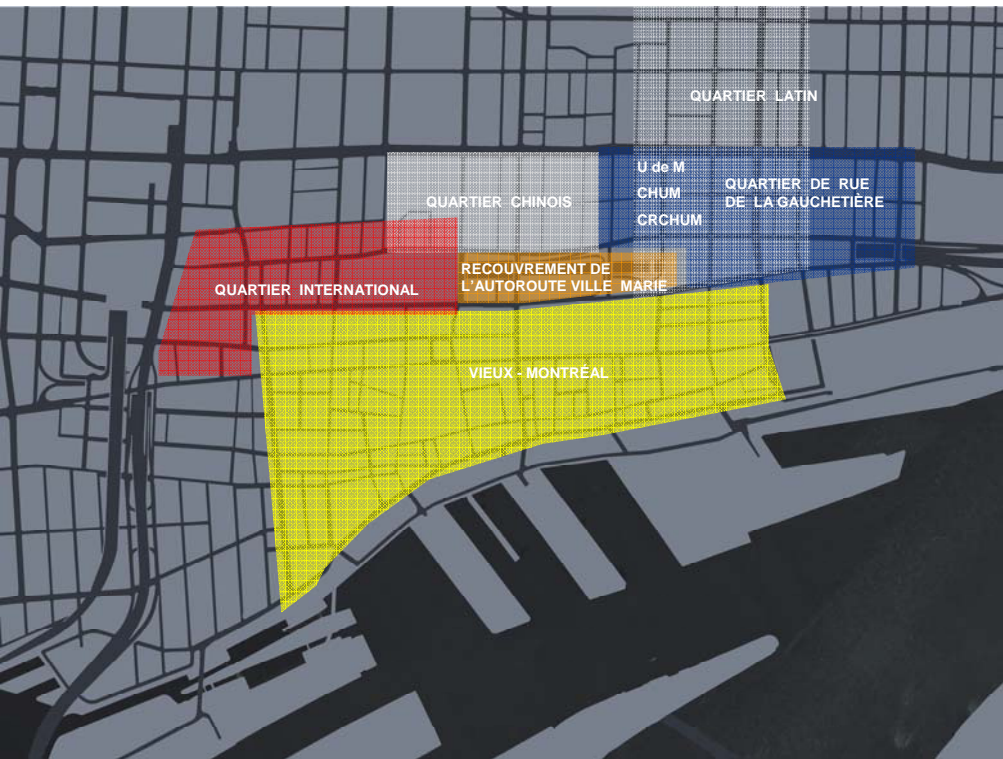 QUARTIER LATIN
U de M
CHUM
CRCHUM
QUARTIER DE RUE
DE LA GAUCHETIÈRE
QUARTIER CHINOIS
RECOUVREMENT DE
L'AUTOROUTE VILLE MARIE
QUARTIER INTERNATIONAL
VIEUX - MONTRÉAL